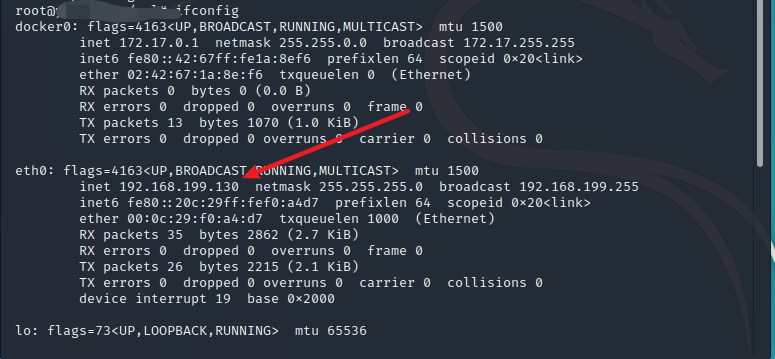 root@ ifconfig
docker0: flags=4163<UP,BROADCAST,RUNNING,MULTICAST>  mtu 1500
        inet 172.17.0.1  netmask 255.255.0.0  broadcast 172.17.255.255
        inet6 fe80::42:67ff:fe1a:8ef6  prefixlen 64  scopeid 0×20<link>
        ether 02:42:67:1a:8e:f6  txqueuelen 0  (Ethernet)
        RX packets 0  bytes 0 (0.0 B)
        RX errors 0  dropped 0  overruns 0  frame 0
        TX packets 13  bytes 1070 (1.0 KiB)
        TX errors 0  dropped 0 overruns 0  carrier 0  collisions 0
eth0: flags=4163<UP,BROADCAST,RUNNING,MULTICAST>  mtu 1500
        inet 192.168.199.130  netmask 255.255.255.0  broadcast 192.168.199.255
        inet6 fe80::20c:29ff:fef0:a4d7  prefixlen 64  scopeid 0×20<link>
        ether 00:0c:29:f0:a4:d7  txqueuelen 1000  (Ethernet)
        RX packets 35  bytes 2862 (2.7 KiB)
        RX errors 0  dropped 0  overruns 0  frame 0
        TX packets 26  bytes 2215 (2.1 KiB)
        TX errors 0  dropped 0 overruns 0  carrier 0  collisions 0
        device interrupt 19  base 0×2000
lo: flags=73<UP,LOOPBACK,RUNNING>  mtu 65536